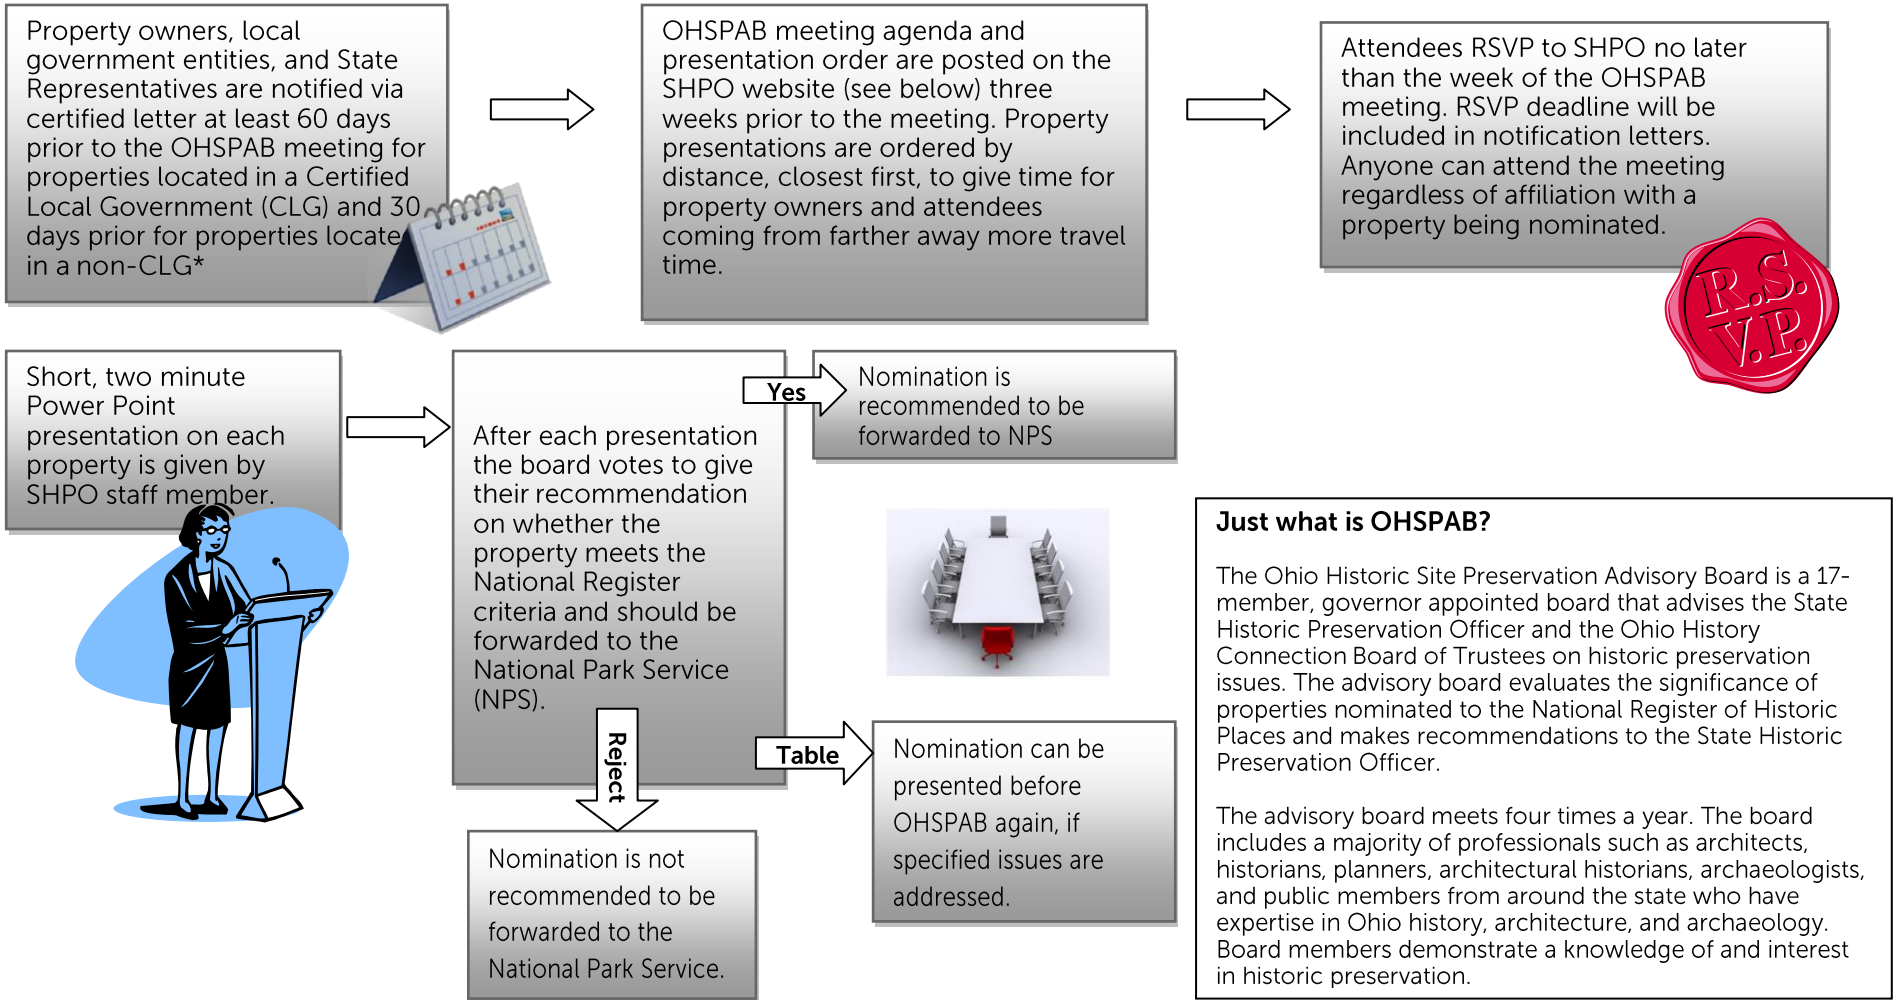 Property owners, local
government entities, and State
Representatives are notified via
certified letter at least 60 days
prior to the OHSPAB meeting for
properties located in a Certified
Local Government (CLG) and 30
days prior for properties locate
in a non-CLG*
OHSPAB meeting agenda and
presentation order are posted on the
SHPO website (see below) three
weeks prior to the meeting. Property
presentations are ordered by
distance, closest first, to give time for
property owners and attendees
coming from farther away more travel
time.
Attendees RSVP to SHPO no later
than the week of the OHSPAB
meeting. RSVP deadline will be
included in notification letters.
Anyone can attend the meeting
regardless of affiliation with a
property being nominated.
R.S.
V.P.
Short, two minute
Power Point
presentation on each
property is given by
SHPO staff member.
After each presentation
the board votes to give
their recommendation
on whether the
property meets the
National Register
criteria and should be
forwarded to the
National Park Service
(NPS).
Yes
Nomination is
recommended to be
forwarded to NPS
Reject
Nomination is not
recommended to be
forwarded to the
National Park Service.
Table
Nomination can be
presented before
OHSPAB again, if
specified issues are
addressed.
Just what is OHSPAB?
The Ohio Historic Site Preservation Advisory Board is a 17-
member, governor appointed board that advises the State
Historic Preservation Officer and the Ohio History
Connection Board of Trustees on historic preservation
issues. The advisory board evaluates the significance of
properties nominated to the National Register of Historic
Places and makes recommendations to the State Historic
Preservation Officer.
The advisory board meets four times a year. The board
includes a majority of professionals such as architects,
historians, planners, architectural historians, archaeologists,
and public members from around the state who have
expertise in Ohio history, architecture, and archaeology.
Board members demonstrate a knowledge of and interest
in historic preservation.